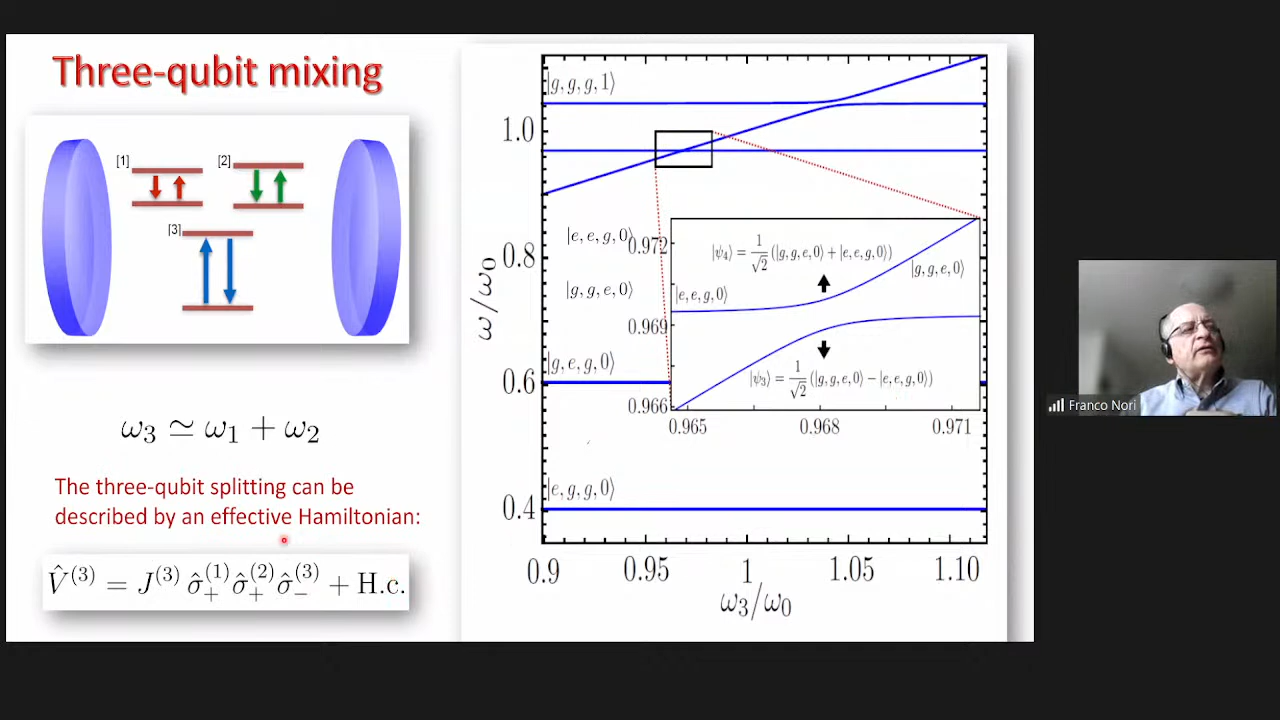 Three-qubit mixing
[1]
[2]
[3]
ω₃ ≃ ω₁ + ω₂
The three-qubit splitting can be
described by an effective Hamiltonian:
V̂⁽³⁾ = J⁽³⁾ σ̂₊⁽¹⁾ σ̂₊⁽²⁾ σ̂₋⁽³⁾ + H.c.
ω/ω₀
1.0
0.8
0.6
0.4
|g, g, g, 1⟩
|e, e, g, 0⟩
|g, g, e, 0⟩
|g, e, g, 0⟩
|e, g, g, 0⟩
0.972
0.969
0.966
|ψ₄⟩ = 1/√2 (|g, g, e, 0⟩ + |e, e, g, 0⟩)
|g, g, e, 0⟩
|e, e, g, 0⟩
|ψ₃⟩ = 1/√2 (|g, g, e, 0⟩ − |e, e, g, 0⟩)
0.965 0.968 0.971
0.9 0.95 1 1.05 1.10
ω₃/ω₀
Franco Nori